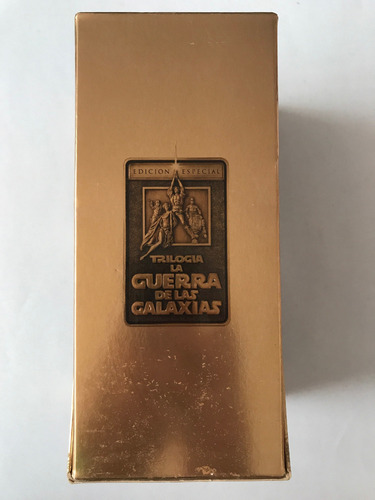 EDICION ESPECIAL
TRILOGIA
LA
GUERRA
DE LAS
GALAXIAS